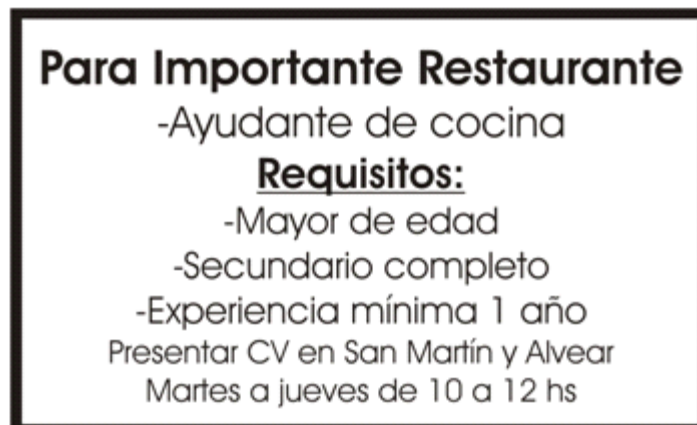 Para Importante Restaurante
-Ayudante de cocina
Requisitos:
-Mayor de edad
-Secundario completo
-Experiencia mínima 1 año
Presentar CV en San Martín y Alvear
Martes a jueves de 10 a 12 hs